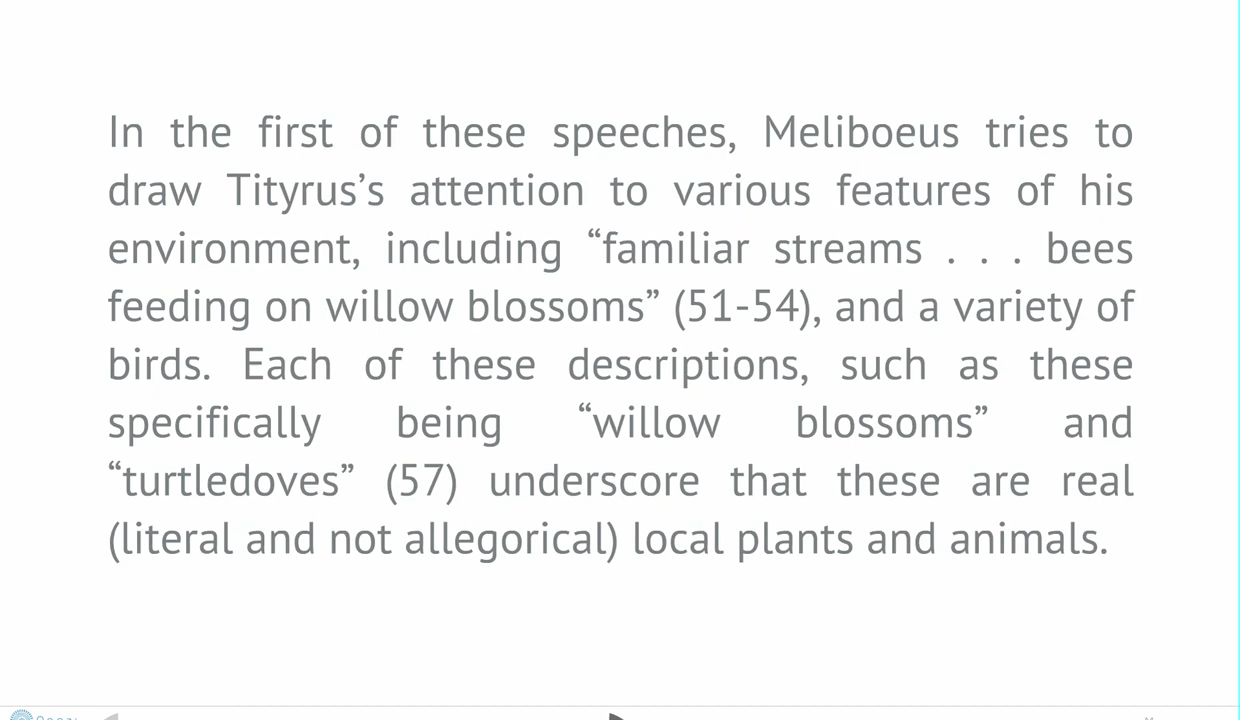 In the first of these speeches, Meliboeus tries to
draw Tityrus’s attention to various features of his
environment, including “familiar streams . . . bees
feeding on willow blossoms” (51-54), and a variety of
birds. Each of these descriptions, such as these
specifically being “willow blossoms” and
“turtledoves” (57) underscore that these are real
(literal and not allegorical) local plants and animals.